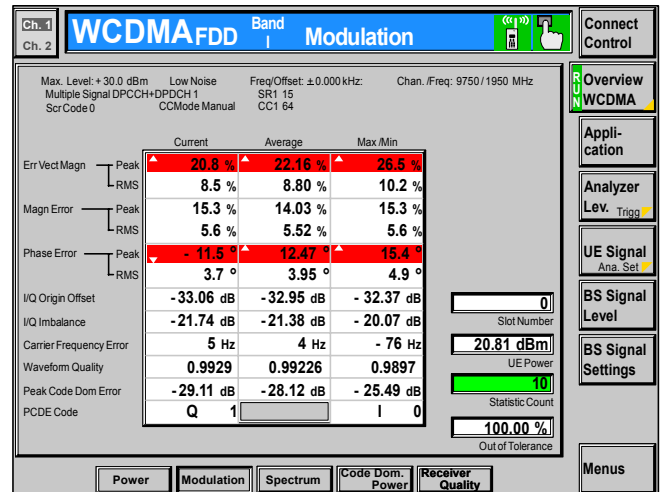 Ch. 1
Ch. 2
WCDMA FDD Band I Modulation
Connect Control
Max. Level: + 30.0 dBm Low Noise Freq/Offset: ± 0.000 kHz: Chan. /Freq: 9750 / 1950 MHz
Multiple Signal DPCCH+DPDCH 1 SR1 15
Scr Code 0 CCMode Manual CC1 64
RUN
Overview WCDMA
Appli-cation
Analyzer Lev. Trigg
UE Signal
Ana. Set
BS Signal Level
BS Signal Settings
Menus
Current Average Max /Min
Err Vect Magn Peak 20.8 % 22.16 % 26.5 %
RMS 8.5 % 8.80 % 10.2 %
Magn Error Peak 15.3 % 14.03 % 15.3 %
RMS 5.6 % 5.52 % 5.6 %
Phase Error Peak - 11.5 ° 12.47 ° 15.4 °
RMS 3.7 ° 3.95 ° 4.9 °
I/Q Origin Offset - 33.06 dB - 32.95 dB - 32.37 dB
I/Q Imbalance - 21.74 dB - 21.38 dB - 20.07 dB
Carrier Frequency Error 5 Hz 4 Hz - 76 Hz
Waveform Quality 0.9929 0.99226 0.9897
Peak Code Dom Error - 29.11 dB - 28.12 dB - 25.49 dB
PCDE Code Q 1 I 0
0
Slot Number
20.81 dBm
UE Power
10
Statistic Count
100.00 %
Out of Tolerance
Power
Modulation
Spectrum
Code Dom. Power
Receiver Quality